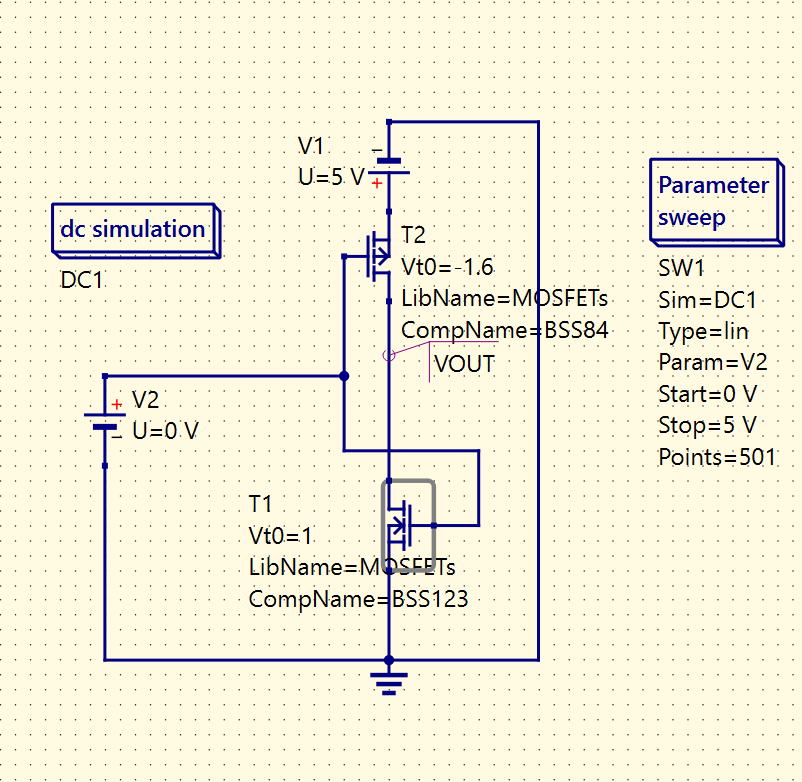 V1
U=5 V
dc simulation
DC1
T2
Vt0=-1.6
LibName=MOSFETs
CompName=BSS84
VOUT
Parameter
sweep
SW1
Sim=DC1
Type=lin
Param=V2
Start=0 V
Stop=5 V
Points=501
V2
U=0 V
T1
Vt0=1
LibName=MOSFETs
CompName=BSS123